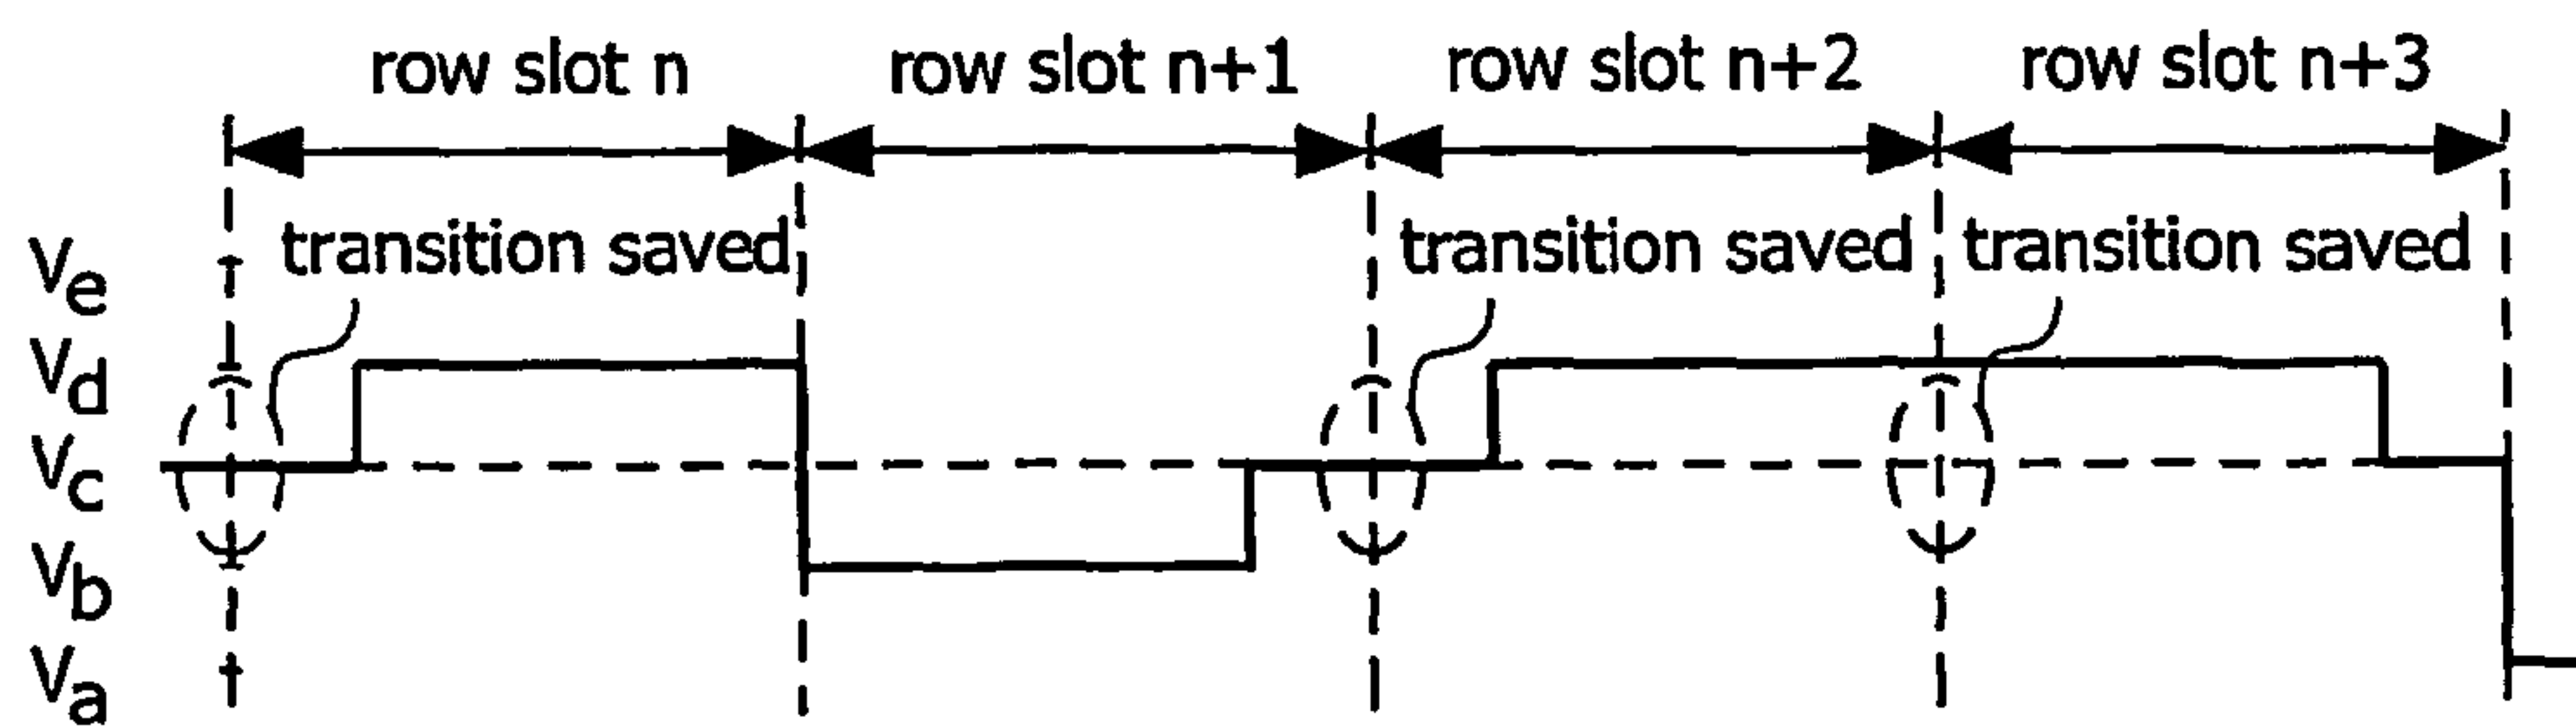 row slot n row slot n+1 row slot n+2 row slot n+3
transition saved transition saved transition saved
Ve
Vd
Vc
Vb
Va